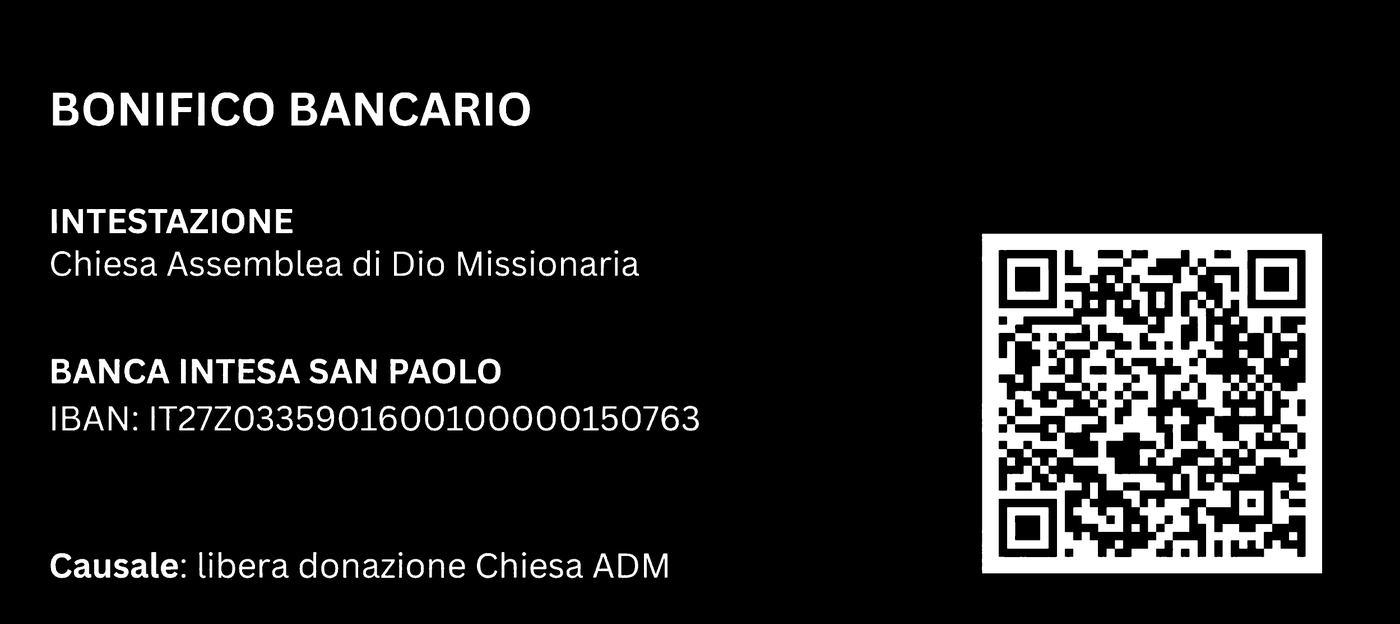 BONIFICO BANCARIO
INTESTAZIONE
Chiesa Assemblea di Dio Missionaria
BANCA INTESA SAN PAOLO
IBAN: IT27Z0335901600100000150763
Causale: libera donazione Chiesa ADM